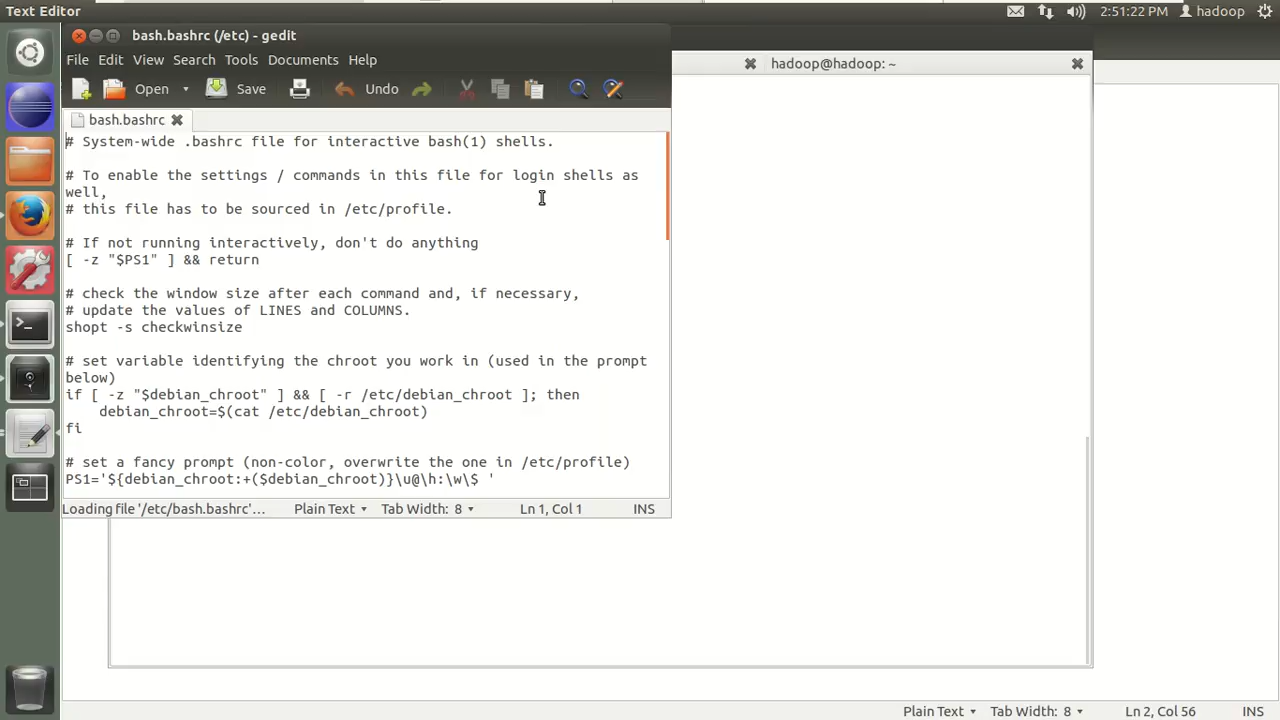 Text Editor
2:51:22 PM hadoop
bash.bashrc (/etc) - gedit
File Edit View Search Tools Documents Help
hadoop@hadoop: ~
Open Save Undo
bash.bashrc
# System-wide .bashrc file for interactive bash(1) shells.
# To enable the settings / commands in this file for login shells as
well,
# this file has to be sourced in /etc/profile.
# If not running interactively, don't do anything
[ -z "$PS1" ] && return
# check the window size after each command and, if necessary,
# update the values of LINES and COLUMNS.
shopt -s checkwinsize
# set variable identifying the chroot you work in (used in the prompt
below)
if [ -z "$debian_chroot" ] && [ -r /etc/debian_chroot ]; then
debian_chroot=$(cat /etc/debian_chroot)
fi
# set a fancy prompt (non-color, overwrite the one in /etc/profile)
PS1='${debian_chroot:+($debian_chroot)}\u@\h:\w\$ '
Loading file '/etc/bash.bashrc'... Plain Text Tab Width: 8 Ln 1, Col 1 INS
Plain Text Tab Width: 8 Ln 2, Col 56 INS